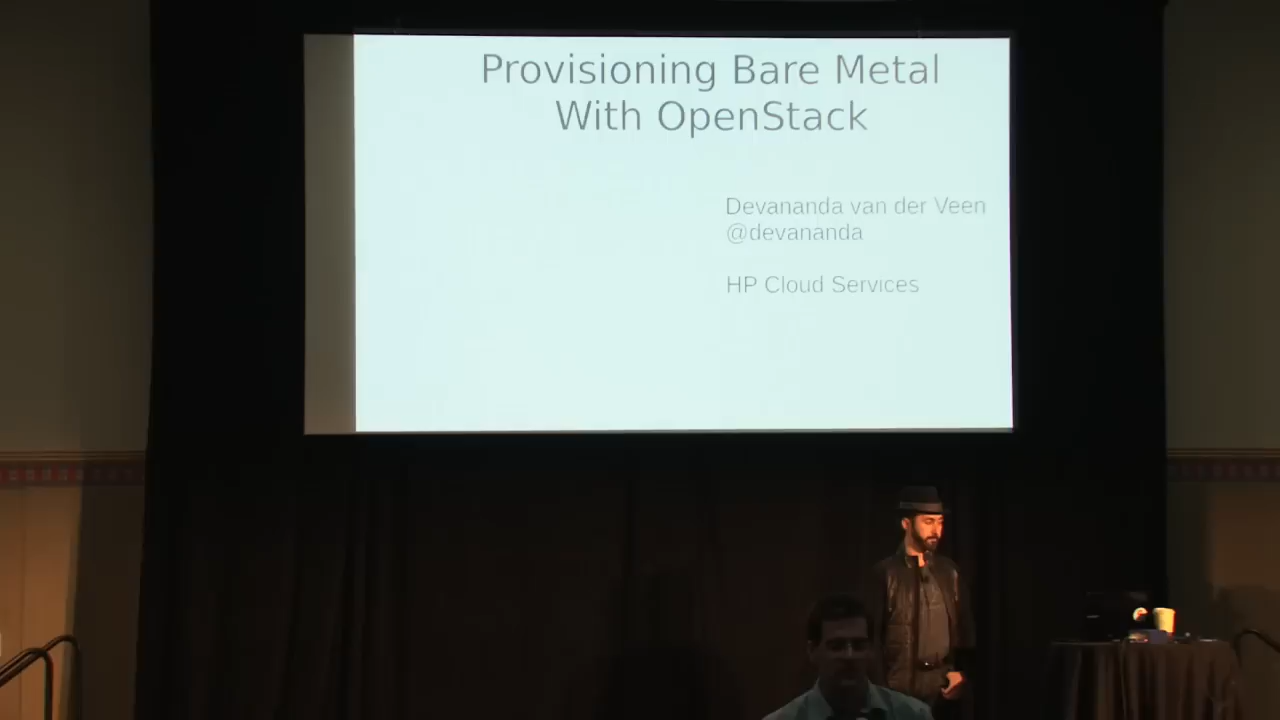 Provisioning Bare Metal
With OpenStack
Devananda van der Veen
@devananda
HP Cloud Services